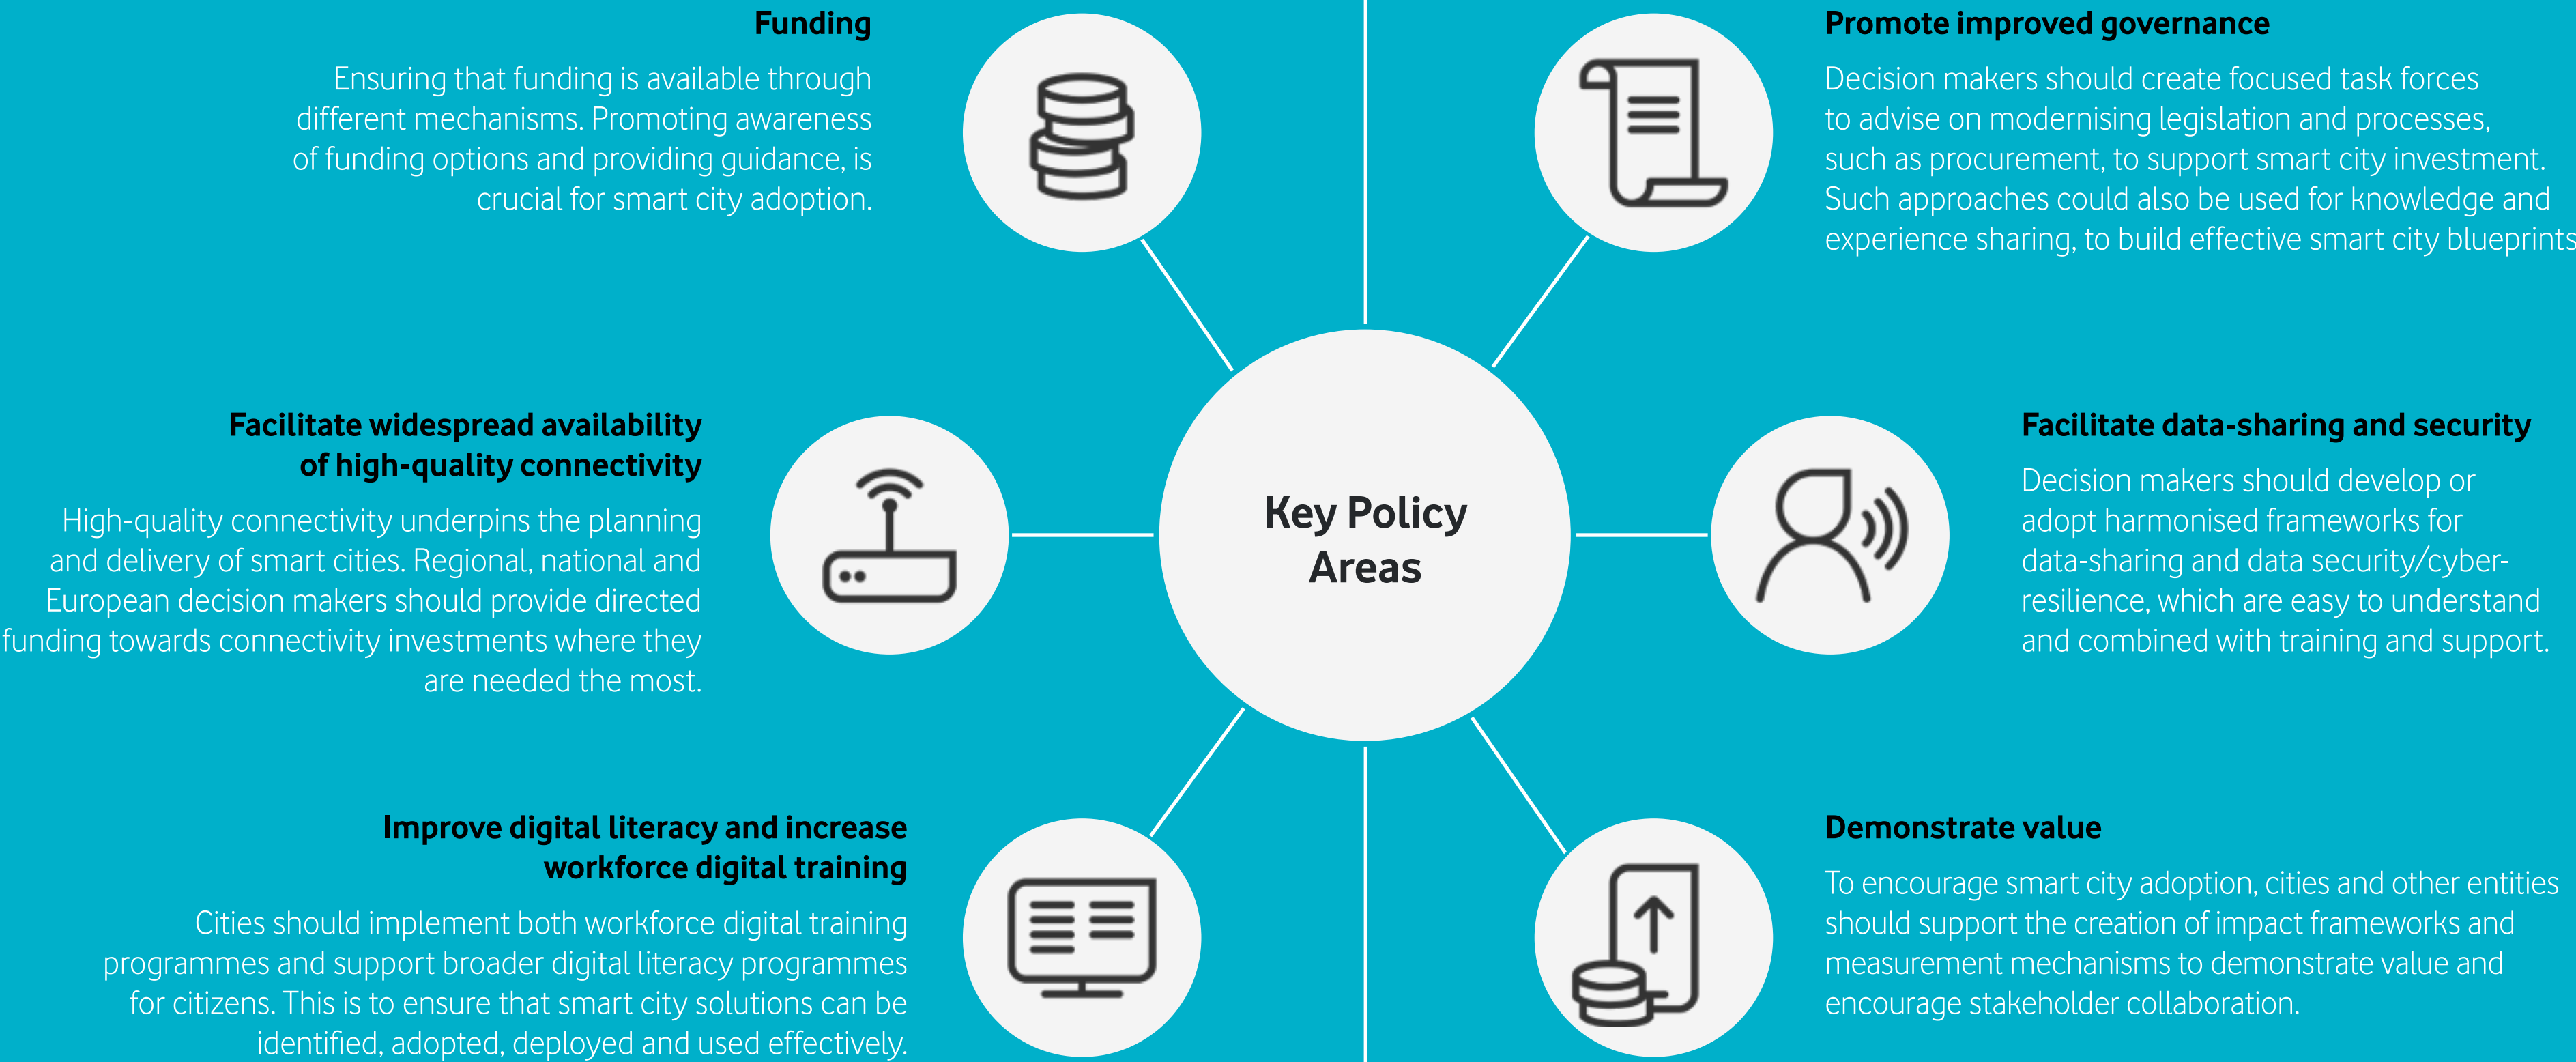 Funding
Ensuring that funding is available through
different mechanisms. Promoting awareness
of funding options and providing guidance, is
crucial for smart city adoption.
Promote improved governance
Decision makers should create focused task forces
to advise on modernising legislation and processes,
such as procurement, to support smart city investment.
Such approaches could also be used for knowledge and
experience sharing, to build effective smart city blueprints
Facilitate widespread availability
of high-quality connectivity
High-quality connectivity underpins the planning
and delivery of smart cities. Regional, national and
European decision makers should provide directed
funding towards connectivity investments where they
are needed the most.
Key Policy
Areas
Facilitate data-sharing and security
Decision makers should develop or
adopt harmonised frameworks for
data-sharing and data security/cyber-
resilience, which are easy to understand
and combined with training and support.
Improve digital literacy and increase
workforce digital training
Cities should implement both workforce digital training
programmes and support broader digital literacy programmes
for citizens. This is to ensure that smart city solutions can be
identified, adopted, deployed and used effectively.
Demonstrate value
To encourage smart city adoption, cities and other entities
should support the creation of impact frameworks and
measurement mechanisms to demonstrate value and
encourage stakeholder collaboration.